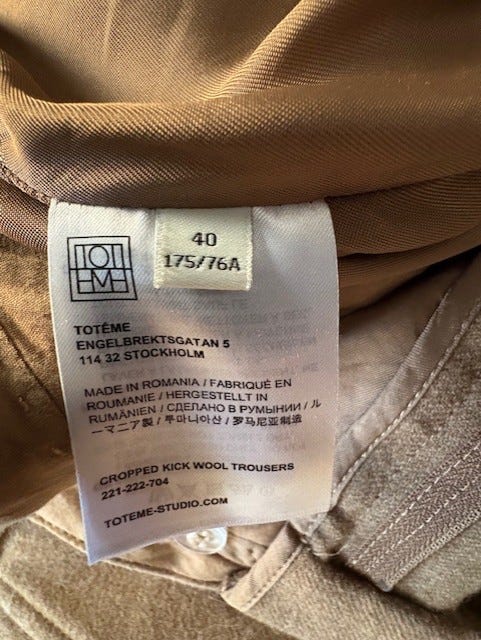 40
175/76A
TOTEME
TOTÊME
ENGELBREKTSGATAN 5
114 32 STOCKHOLM
MADE IN ROMANIA / FABRIQUÉ EN
ROUMANIE / HERGESTELLT IN
RUMÄNIEN / СДЕЛАНО В РУМЫНИИ / ル
ーマニア製 / 루마니아산 / 罗马尼亚制造
CROPPED KICK WOOL TROUSERS
221-222-704
TOTEME-STUDIO.COM